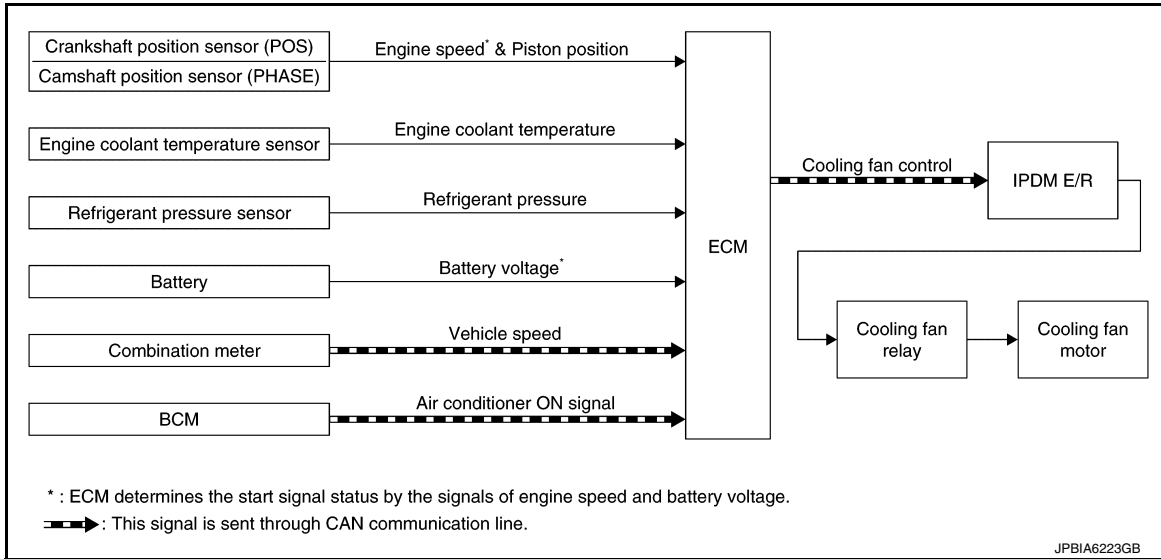 Crankshaft position sensor (POS)
Camshaft position sensor (PHASE)
Engine speed* & Piston position
Engine coolant temperature sensor
Engine coolant temperature
Refrigerant pressure sensor
Refrigerant pressure
Battery
Battery voltage*
Combination meter
Vehicle speed
BCM
Air conditioner ON signal
ECM
Cooling fan control
IPDM E/R
Cooling fan
relay
Cooling fan
motor
* : ECM determines the start signal status by the signals of engine speed and battery voltage.
: This signal is sent through CAN communication line.
JPBIA6223GB